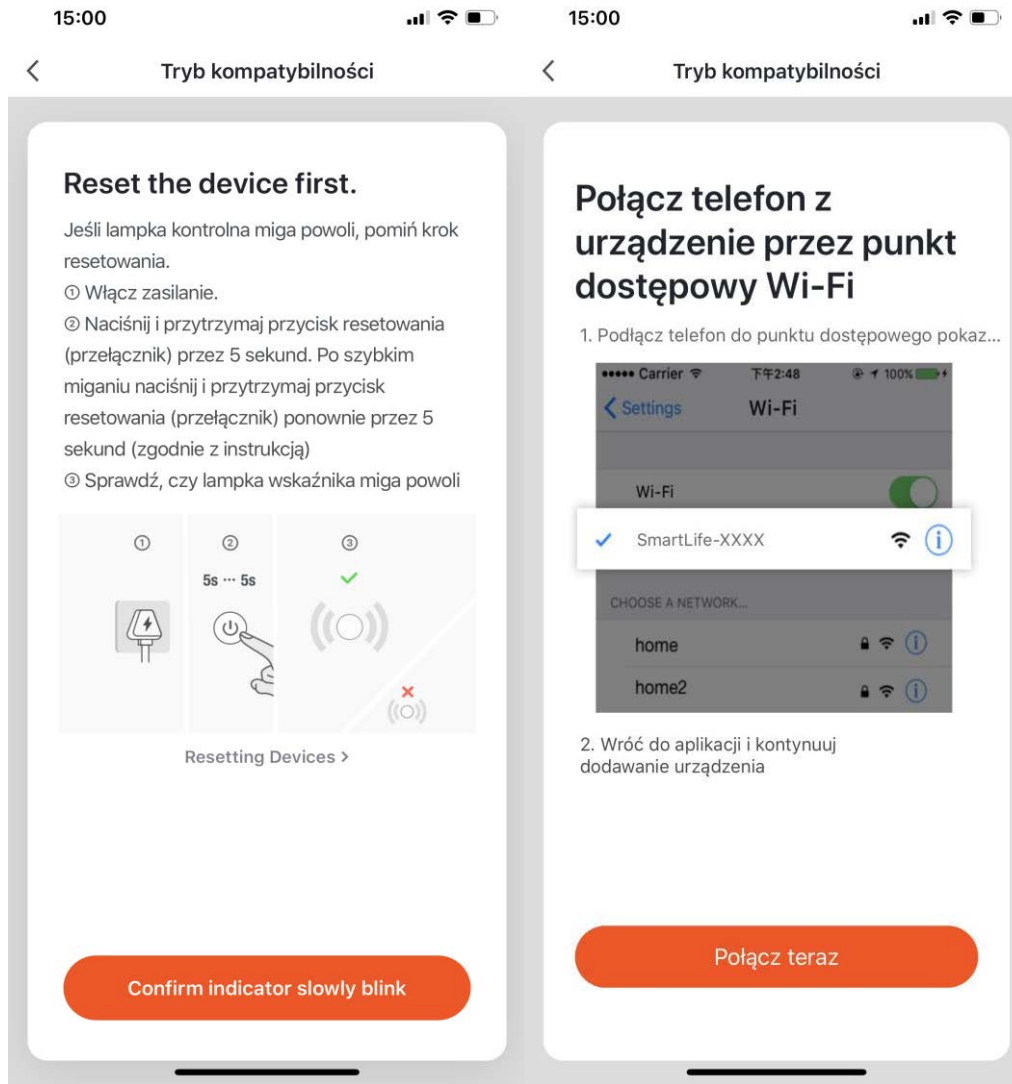 15:00
Tryb kompatybilności
Reset the device first.
Jeśli lampka kontrolna miga powoli, pomiń krok
resetowania.
① Włącz zasilanie.
② Naciśnij i przytrzymaj przycisk resetowania
(przełącznik) przez 5 sekund. Po szybkim
miganiu naciśnij i przytrzymaj przycisk
resetowania (przełącznik) ponownie przez 5
sekund (zgodnie z instrukcją)
③ Sprawdź, czy lampka wskaźnika miga powoli
① ② ③
5s ··· 5s
Resetting Devices >
Confirm indicator slowly blink
15:00
Tryb kompatybilności
Połącz telefon z
urządzenie przez punkt
dostępowy Wi-Fi
1. Podłącz telefon do punktu dostępowego pokaz...
Carrier 下午2:48 100%
Settings Wi-Fi
Wi-Fi
SmartLife-XXXX
CHOOSE A NETWORK...
home
home2
2. Wróć do aplikacji i kontynuuj
dodawanie urządzenia
Połącz teraz